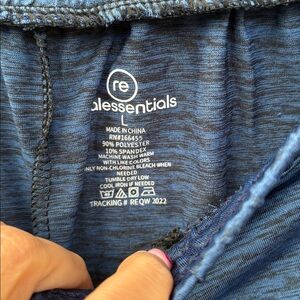 re
alessentials
L
MADE IN CHINA
RN#166455
90% POLYESTER
10% SPANDEX
MACHINE WASH WARM
WITH LIKE COLORS
ONLY NON-CHLORINE BLEACH WHEN
NEEDED
TUMBLE DRY LOW
COOL IRON IF NEEDED
TRACKING # REQW 2022